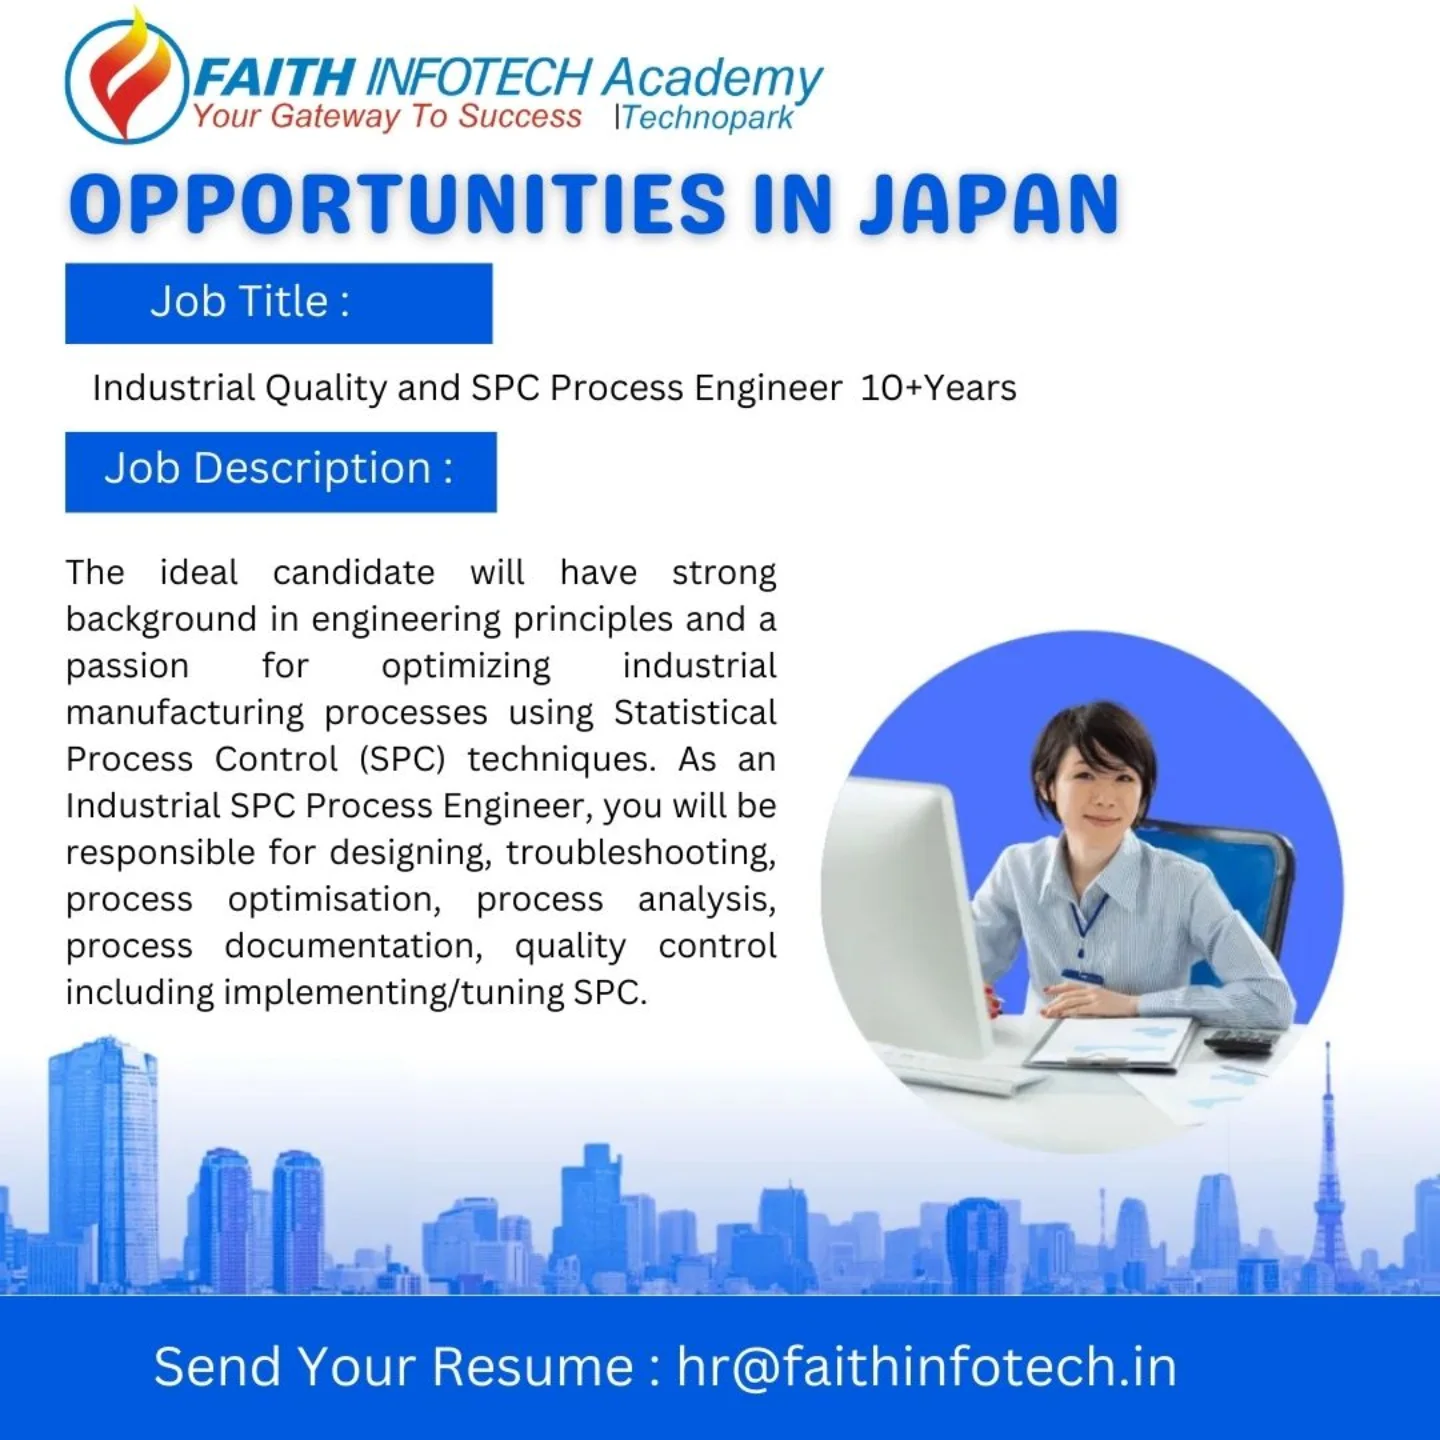 FAITH INFOTECH Academy
Your Gateway To Success |Technopark
OPPORTUNITIES IN JAPAN
Job Title :
Industrial Quality and SPC Process Engineer 10+Years
Job Description :
The ideal candidate will have strong
background in engineering principles and a
passion for optimizing industrial
manufacturing processes using Statistical
Process Control (SPC) techniques. As an
Industrial SPC Process Engineer, you will be
responsible for designing, troubleshooting,
process optimisation, process analysis,
process documentation, quality control
including implementing/tuning SPC.
Send Your Resume : hr@faithinfotech.in